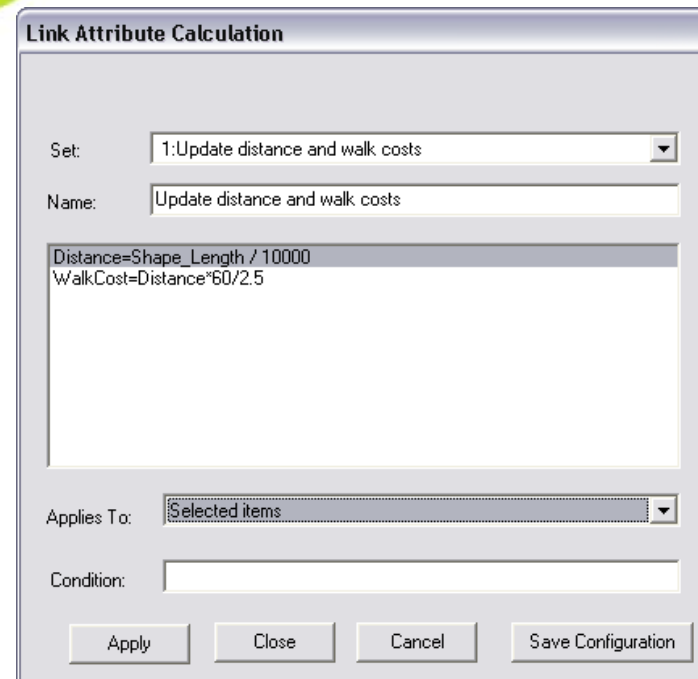 Link Attribute Calculation
Set: 1:Update distance and walk costs
Name: Update distance and walk costs
Distance=Shape_Length / 10000
WalkCost=Distance*60/2.5
Applies To: Selected items
Condition:
Apply Close Cancel Save Configuration